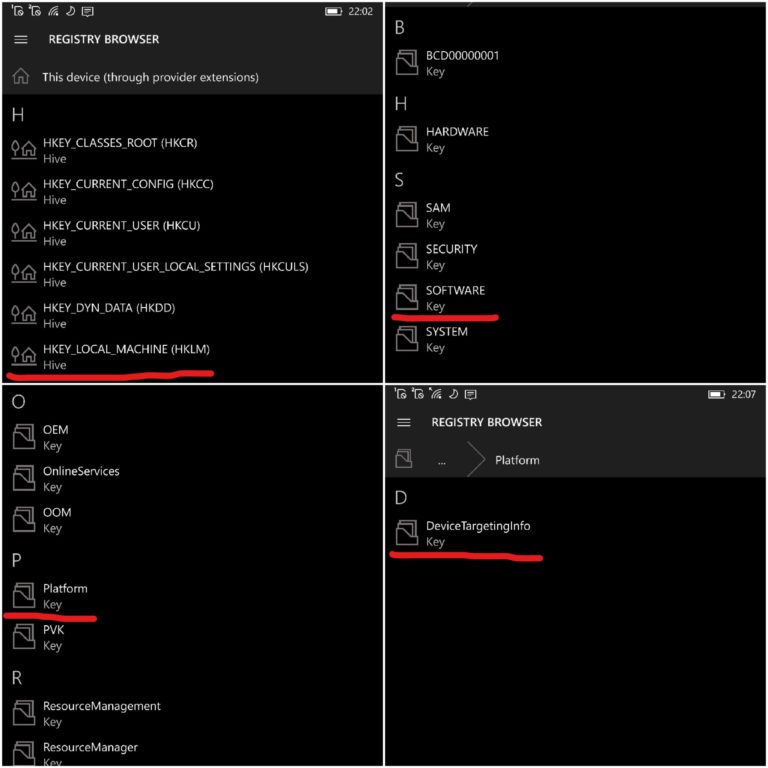 22:02
REGISTRY BROWSER
This device (through provider extensions)
H
HKEY_CLASSES_ROOT (HKCR)
Hive
HKEY_CURRENT_CONFIG (HKCC)
Hive
HKEY_CURRENT_USER (HKCU)
Hive
HKEY_CURRENT_USER_LOCAL_SETTINGS (HKCULS)
Hive
HKEY_DYN_DATA (HKDD)
Hive
HKEY_LOCAL_MACHINE (HKLM)
Hive
B
BCD00000001
Key
H
HARDWARE
Key
S
SAM
Key
SECURITY
Key
SOFTWARE
Key
SYSTEM
Key
O
OEM
Key
OnlineServices
Key
OOM
Key
P
Platform
Key
PVK
Key
R
ResourceManagement
Key
ResourceManager
Key
22:07
REGISTRY BROWSER
... Platform
D
DeviceTargetingInfo
Key